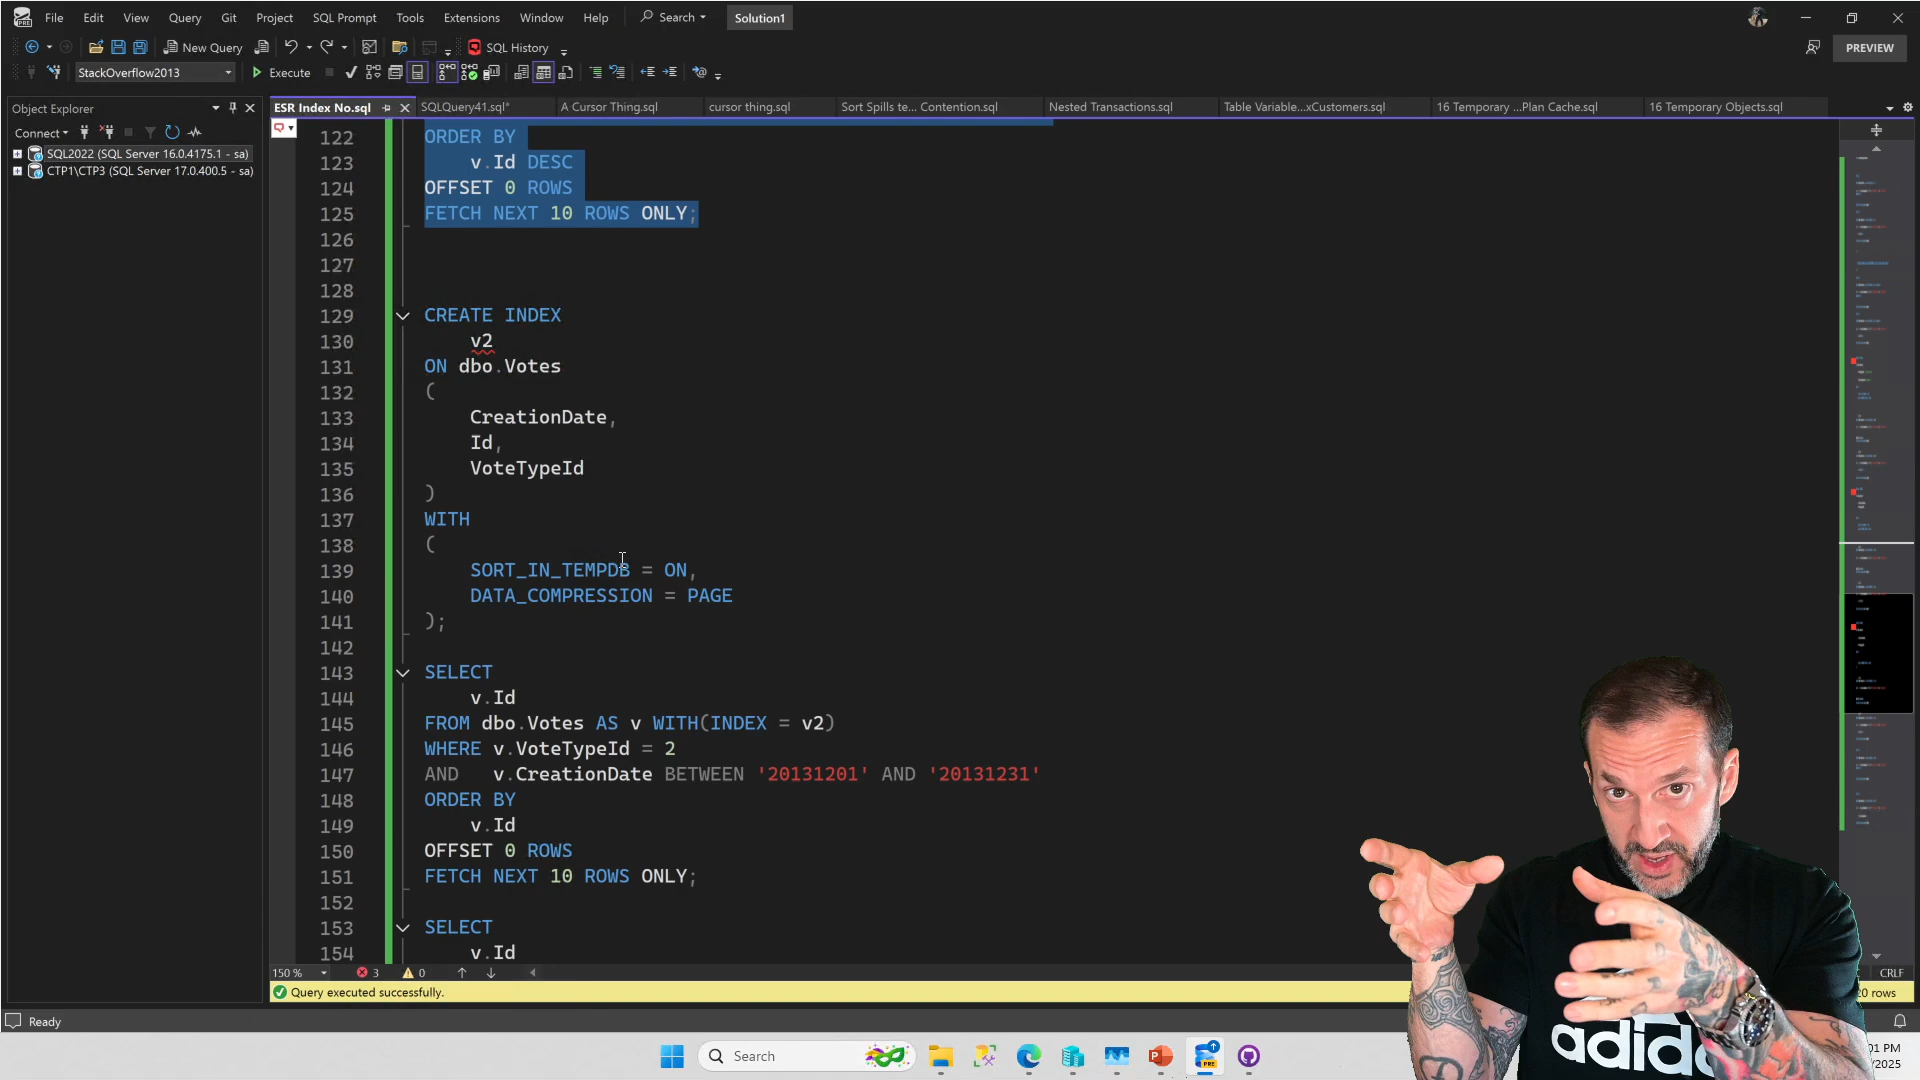 File Edit View Query Git Project SQL Prompt Tools Extensions Window Help Search Solution1
New Query SQL History PREVIEW
StackOverflow2013 Execute
Object Explorer
ESR Index No.sql SQLQuery41.sql* A Cursor Thing.sql cursor thing.sql Sort Spills te... Contention.sql Nested Transactions.sql Table Variable...xCustomers.sql 16 Temporary ...Plan Cache.sql 16 Temporary Objects.sql
Connect
SQL2022 (SQL Server 16.0.4175.1 - sa)
CTP1\CTP3 (SQL Server 17.0.400.5 - sa)
122 ORDER BY
123 v.Id DESC
124 OFFSET 0 ROWS
125 FETCH NEXT 10 ROWS ONLY;
126
127
128
129 CREATE INDEX
130 v2
131 ON dbo.Votes
132 (
133 CreationDate,
134 Id,
135 VoteTypeId
136 )
137 WITH
138 (
139 SORT_IN_TEMPDB = ON,
140 DATA_COMPRESSION = PAGE
141 );
142
143 SELECT
144 v.Id
145 FROM dbo.Votes AS v WITH(INDEX = v2)
146 WHERE v.VoteTypeId = 2
147 AND v.CreationDate BETWEEN '20131201' AND '20131231'
148 ORDER BY
149 v.Id
150 OFFSET 0 ROWS
151 FETCH NEXT 10 ROWS ONLY;
152
153 SELECT
154 v.Id
150 % 3 0 CRLF
Query executed successfully. rows
Ready
Search
adidas